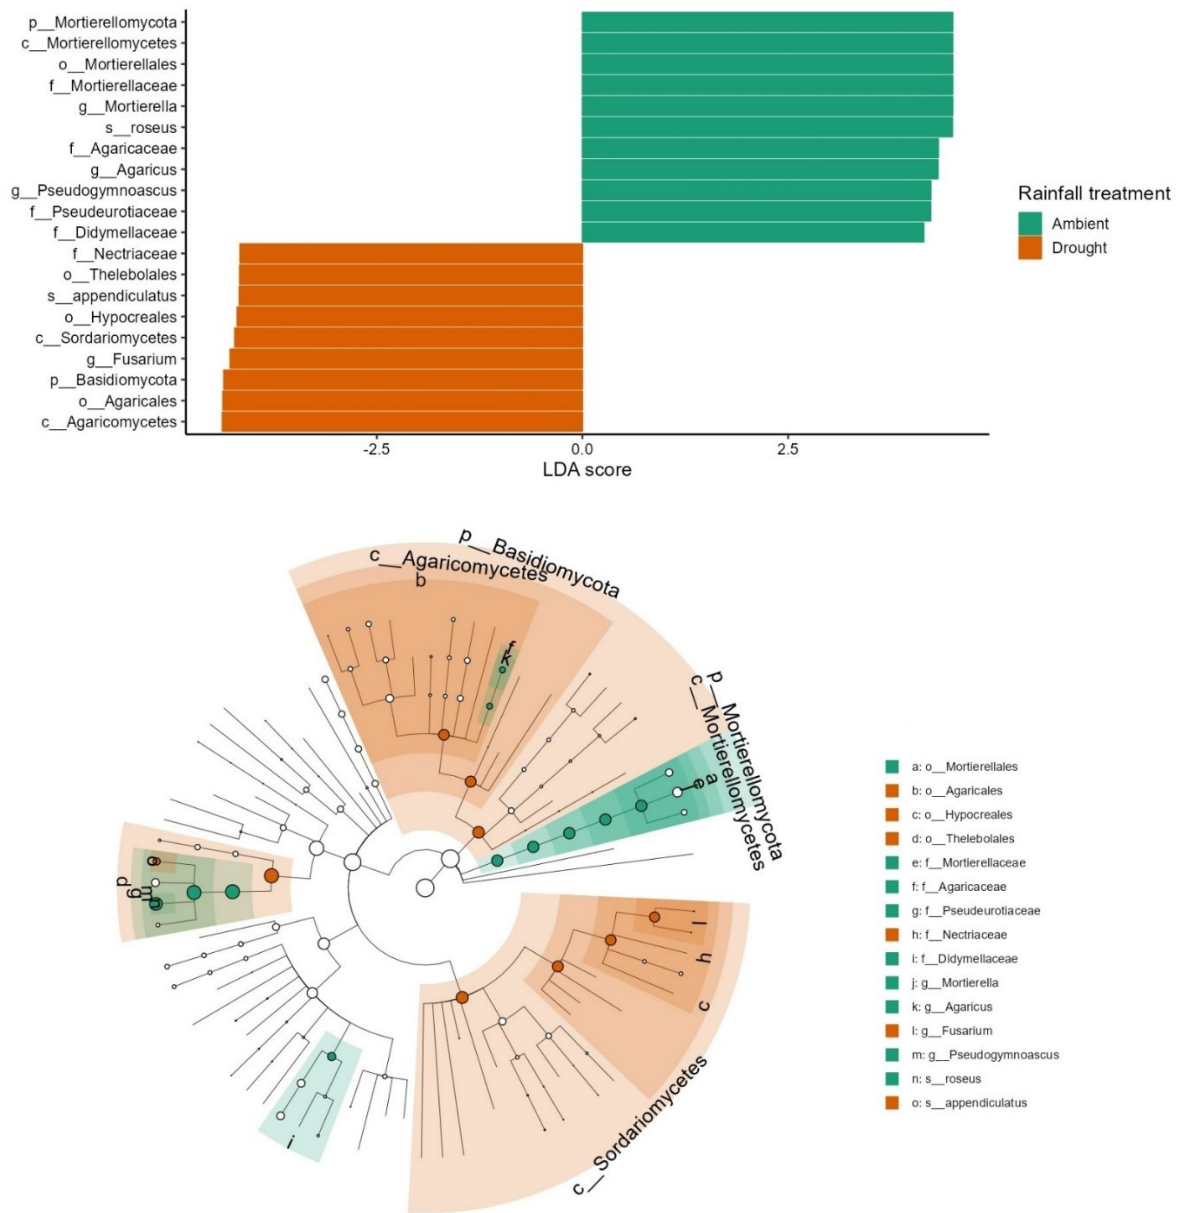 p__Mortierellomycota
c__Mortierellomycetes
o__Mortierellales
f__Mortierellaceae
g__Mortierella
s__roseus
f__Agaricaceae
g__Agaricus
g__Pseudogymnoascus
f__Pseudeurotiaceae
f__Didymellaceae
f__Nectriaceae
o__Thelebolales
s__appendiculatus
o__Hypocreales
c__Sordariomycetes
g__Fusarium
p__Basidiomycota
o__Agaricales
c__Agaricomycetes
-2.5 0.0 2.5
LDA score
Rainfall treatment
Ambient
Drought
p__Basidiomycota
c__Agaricomycetes
b
f
k
p__Mortierellomycota
c__Mortierellomycetes
a
e
j
o
n
m
g
d
l
h
c
c__Sordariomycetes
i
a: o__Mortierellales
b: o__Agaricales
c: o__Hypocreales
d: o__Thelebolales
e: f__Mortierellaceae
f: f__Agaricaceae
g: f__Pseudeurotiaceae
h: f__Nectriaceae
i: f__Didymellaceae
j: g__Mortierella
k: g__Agaricus
l: g__Fusarium
m: g__Pseudogymnoascus
n: s__roseus
o: s__appendiculatus